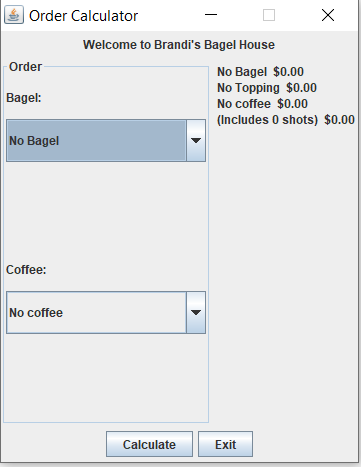 Order Calculator
Welcome to Brandi's Bagel House
Order
Bagel:
No Bagel
Coffee:
No coffee
No Bagel $0.00
No Topping $0.00
No coffee $0.00
(Includes 0 shots) $0.00
Calculate
Exit